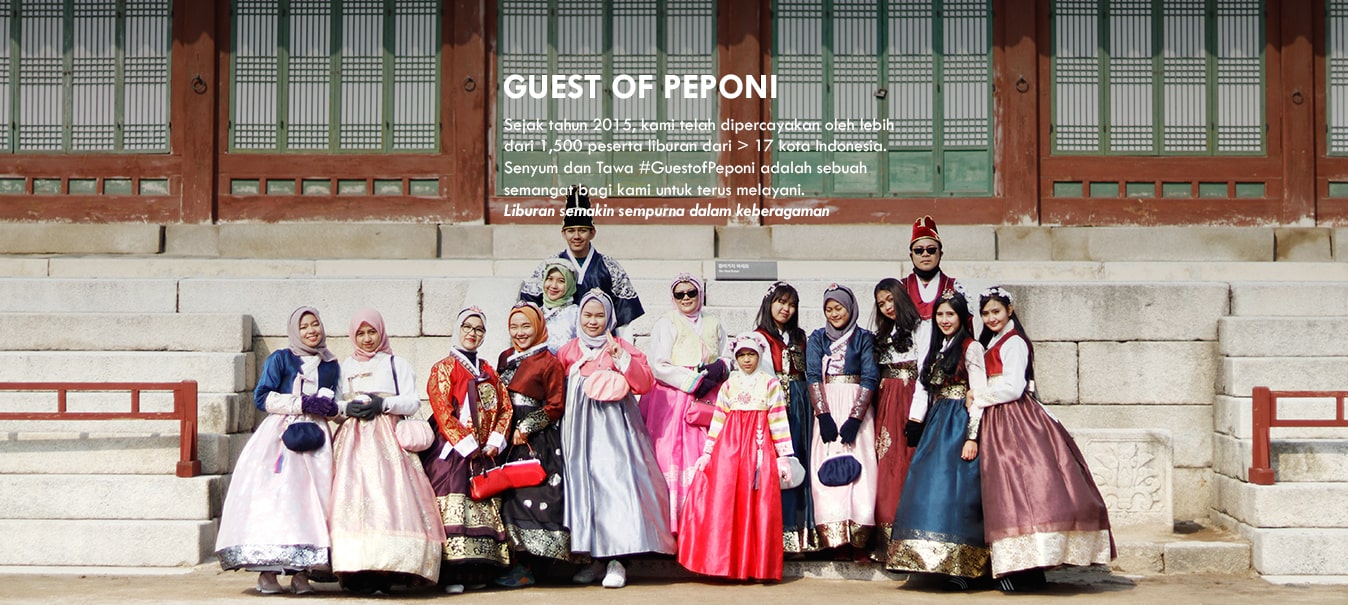 GUEST OF PEPONI
Sejak tahun 2015, kami telah dipercayakan oleh lebih
dari 1,500 peserta liburan dari > 17 kota Indonesia.
Senyum dan Tawa #GuestofPeponi adalah sebuah
semangat bagi kami untuk terus melayani.
Liburan semakin sempurna dalam keberagaman